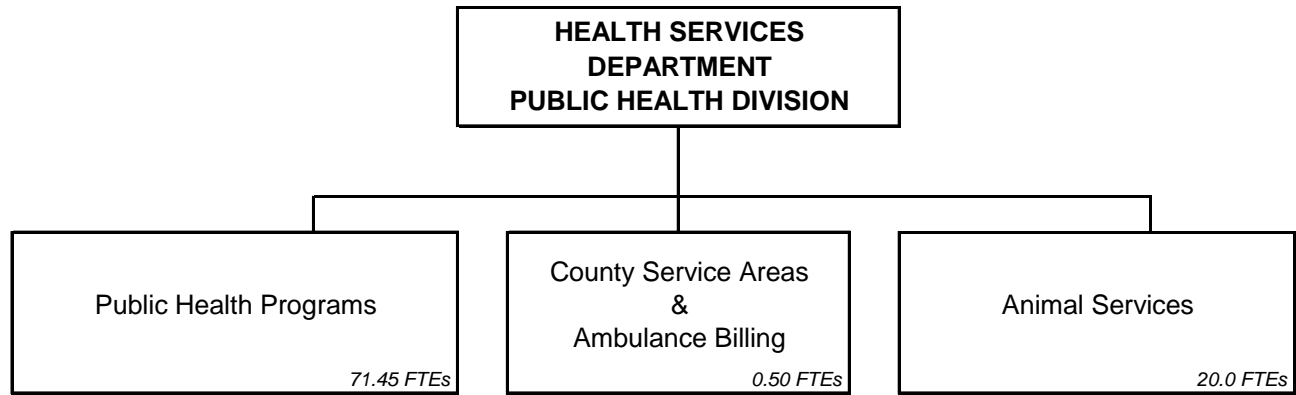 HEALTH SERVICES
DEPARTMENT
PUBLIC HEALTH DIVISION
Public Health Programs
71.45 FTEs
County Service Areas
&
Ambulance Billing
0.50 FTEs
Animal Services
20.0 FTEs